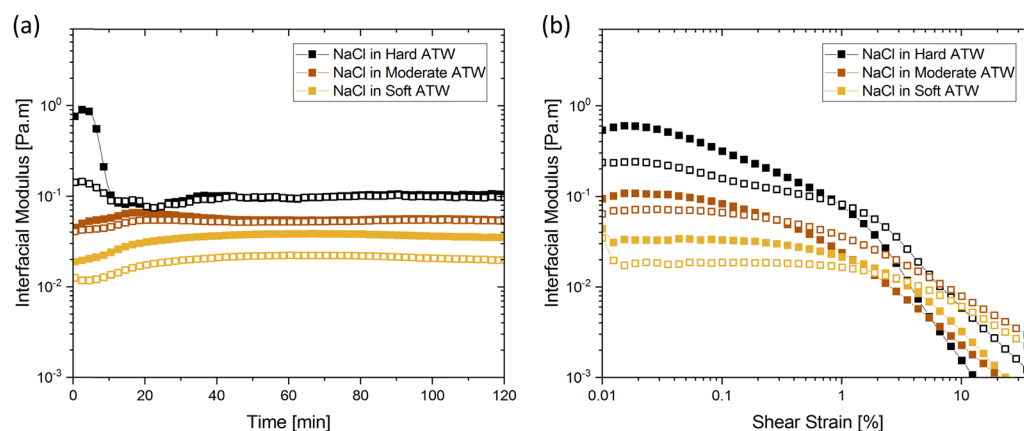 (a)
NaCl in Hard ATW
NaCl in Moderate ATW
NaCl in Soft ATW
Interfacial Modulus [Pa.m]
10⁰
10⁻¹
10⁻²
10⁻³
0 20 40 60 80 100 120
Time [min]
(b)
NaCl in Hard ATW
NaCl in Moderate ATW
NaCl in Soft ATW
Interfacial Modulus [Pa.m]
10⁰
10⁻¹
10⁻²
10⁻³
0.01 0.1 1 10
Shear Strain [%]